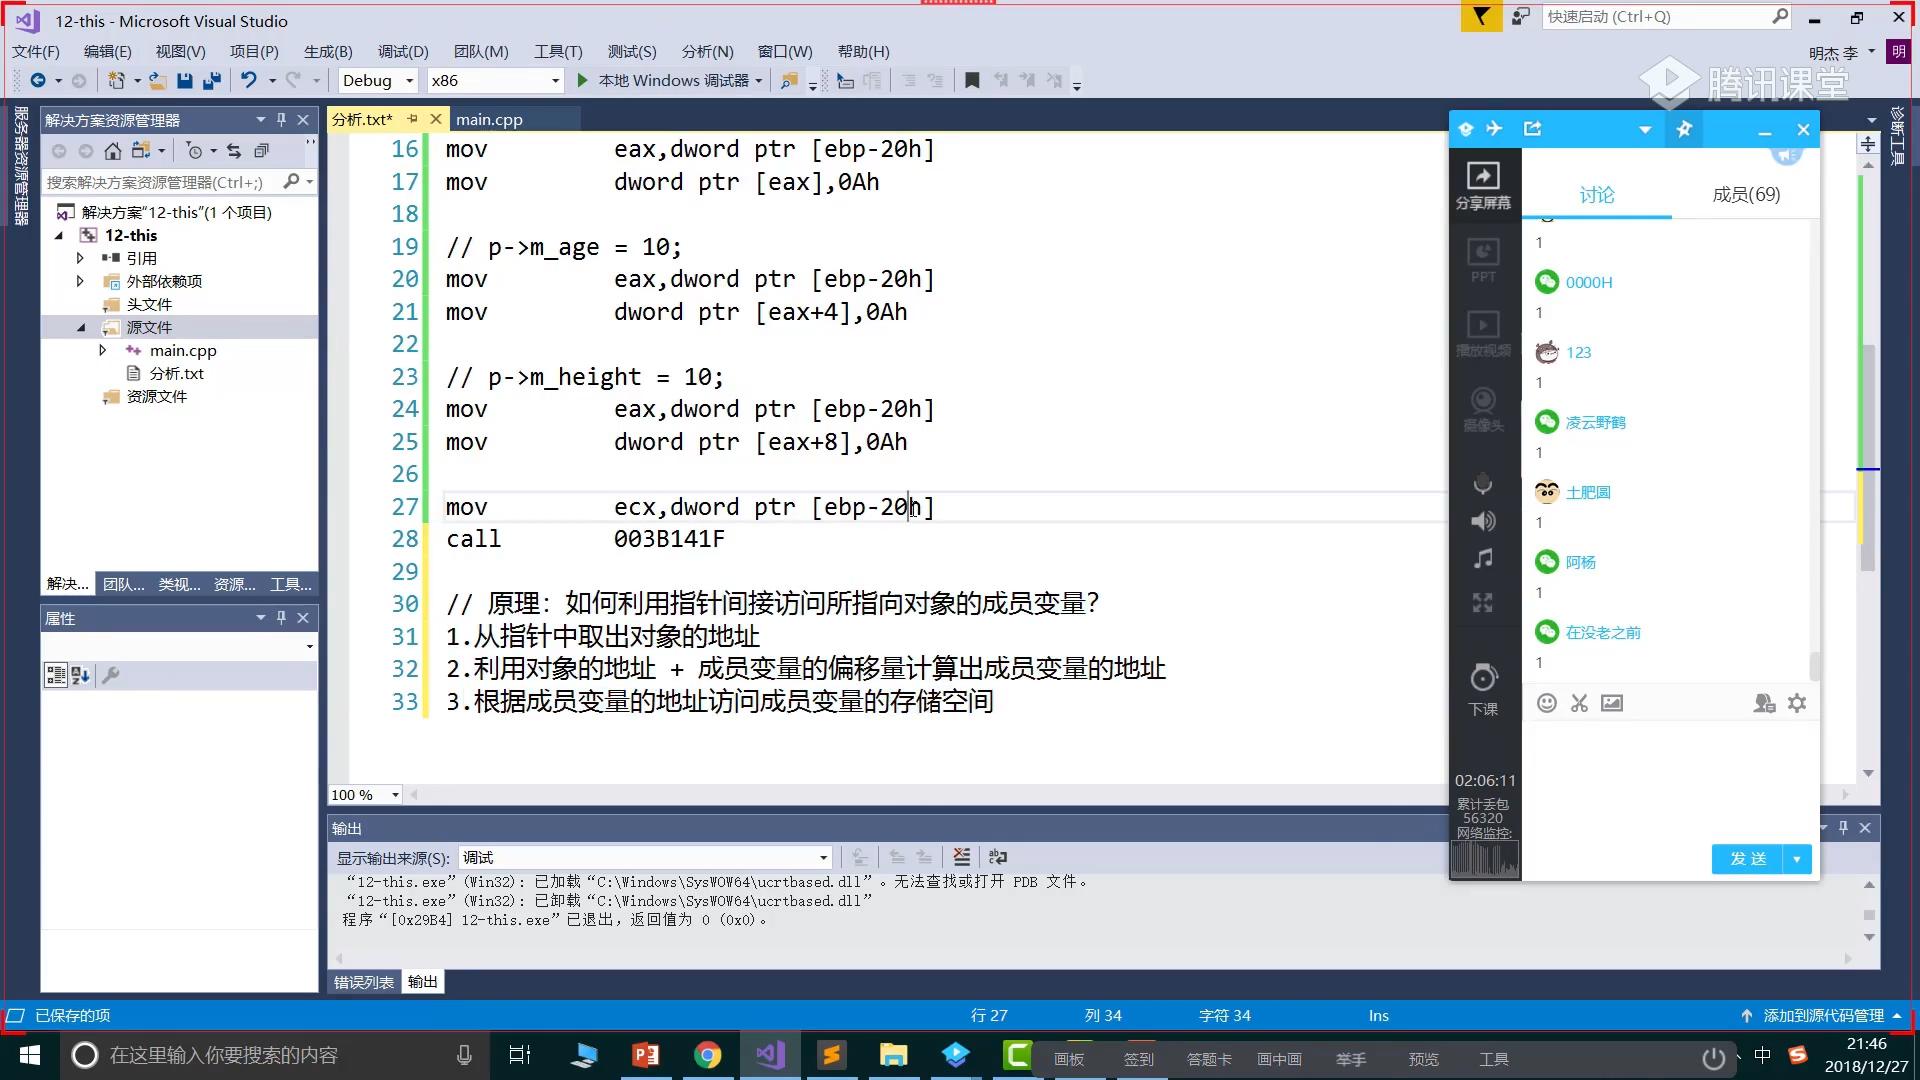 12-this - Microsoft Visual Studio
快速启动 (Ctrl+Q)
文件(F) 编辑(E) 视图(V) 项目(P) 生成(B) 调试(D) 团队(M) 工具(T) 测试(S) 分析(N) 窗口(W) 帮助(H)
明杰 李 明
Debug x86 本地 Windows 调试器
腾讯课堂
服务器资源管理器
诊断工具
解决方案资源管理器
搜索解决方案资源管理器(Ctrl+;)
解决方案“12-this”(1 个项目)
12-this
引用
外部依赖项
头文件
源文件
main.cpp
分析.txt
资源文件
解决... 团队... 类视... 资源... 工具...
属性
分析.txt* main.cpp
16 mov eax,dword ptr [ebp-20h]
17 mov dword ptr [eax],0Ah
18
19 // p->m_age = 10;
20 mov eax,dword ptr [ebp-20h]
21 mov dword ptr [eax+4],0Ah
22
23 // p->m_height = 10;
24 mov eax,dword ptr [ebp-20h]
25 mov dword ptr [eax+8],0Ah
26
27 mov ecx,dword ptr [ebp-20h]
28 call 003B141F
29
30 // 原理：如何利用指针间接访问所指向对象的成员变量？
31 1.从指针中取出对象的地址
32 2.利用对象的地址 + 成员变量的偏移量计算出成员变量的地址
33 3.根据成员变量的地址访问成员变量的存储空间
100 %
输出
显示输出来源(S): 调试
“12-this.exe”(Win32): 已加载“C:\Windows\SysWOW64\ucrtbased.dll”。无法查找或打开 PDB 文件。
“12-this.exe”(Win32): 已卸载“C:\Windows\SysWOW64\ucrtbased.dll”
程序“[0x29B4] 12-this.exe”已退出，返回值为 0 (0x0)。
错误列表 输出
分享屏幕
PPT
播放视频
摄像头
下课
02:06:11
累计丢包
56320
网络监控:
讨论 成员(69)
1
0000H
1
123
1
凌云野鹤
1
土肥圆
1
阿杨
1
在没老之前
1
发 送
已保存的项 行 27 列 34 字符 34 Ins 添加到源代码管理
在这里输入你要搜索的内容
画板 签到 答题卡 画中画 举手 预览 工具
中
21:46
2018/12/27